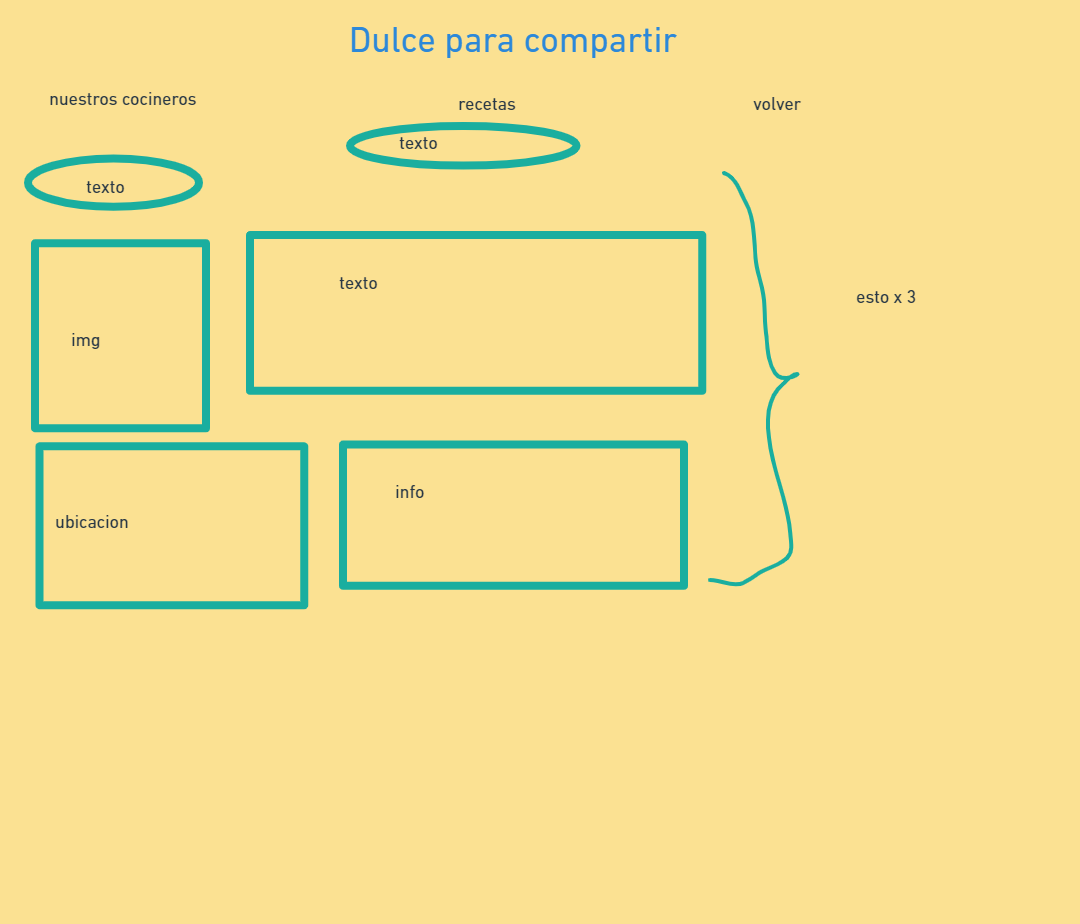 Dulce para compartir
nuestros cocineros
recetas
volver
texto
texto
texto
esto x 3
img
info
ubicacion